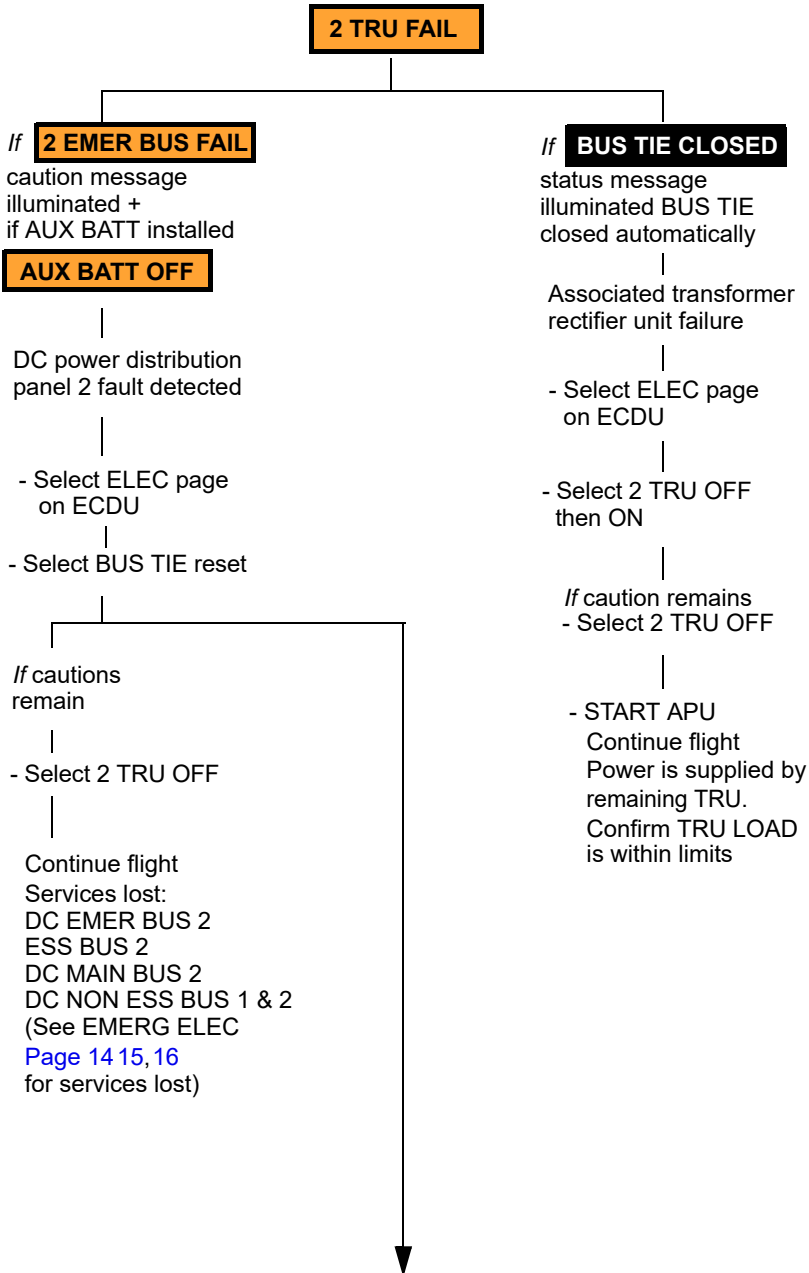 2 TRU FAIL
If 2 EMER BUS FAIL
caution message
illuminated +
if AUX BATT installed
AUX BATT OFF
DC power distribution
panel 2 fault detected
- Select ELEC page
on ECDU
- Select BUS TIE reset
If cautions
remain
- Select 2 TRU OFF
Continue flight
Services lost:
DC EMER BUS 2
ESS BUS 2
DC MAIN BUS 2
DC NON ESS BUS 1 & 2
(See EMERG ELEC
Page 14 15, 16
for services lost)
If BUS TIE CLOSED
status message
illuminated BUS TIE
closed automatically
Associated transformer
rectifier unit failure
- Select ELEC page
on ECDU
- Select 2 TRU OFF
then ON
If caution remains
- Select 2 TRU OFF
- START APU
Continue flight
Power is supplied by
remaining TRU.
Confirm TRU LOAD
is within limits